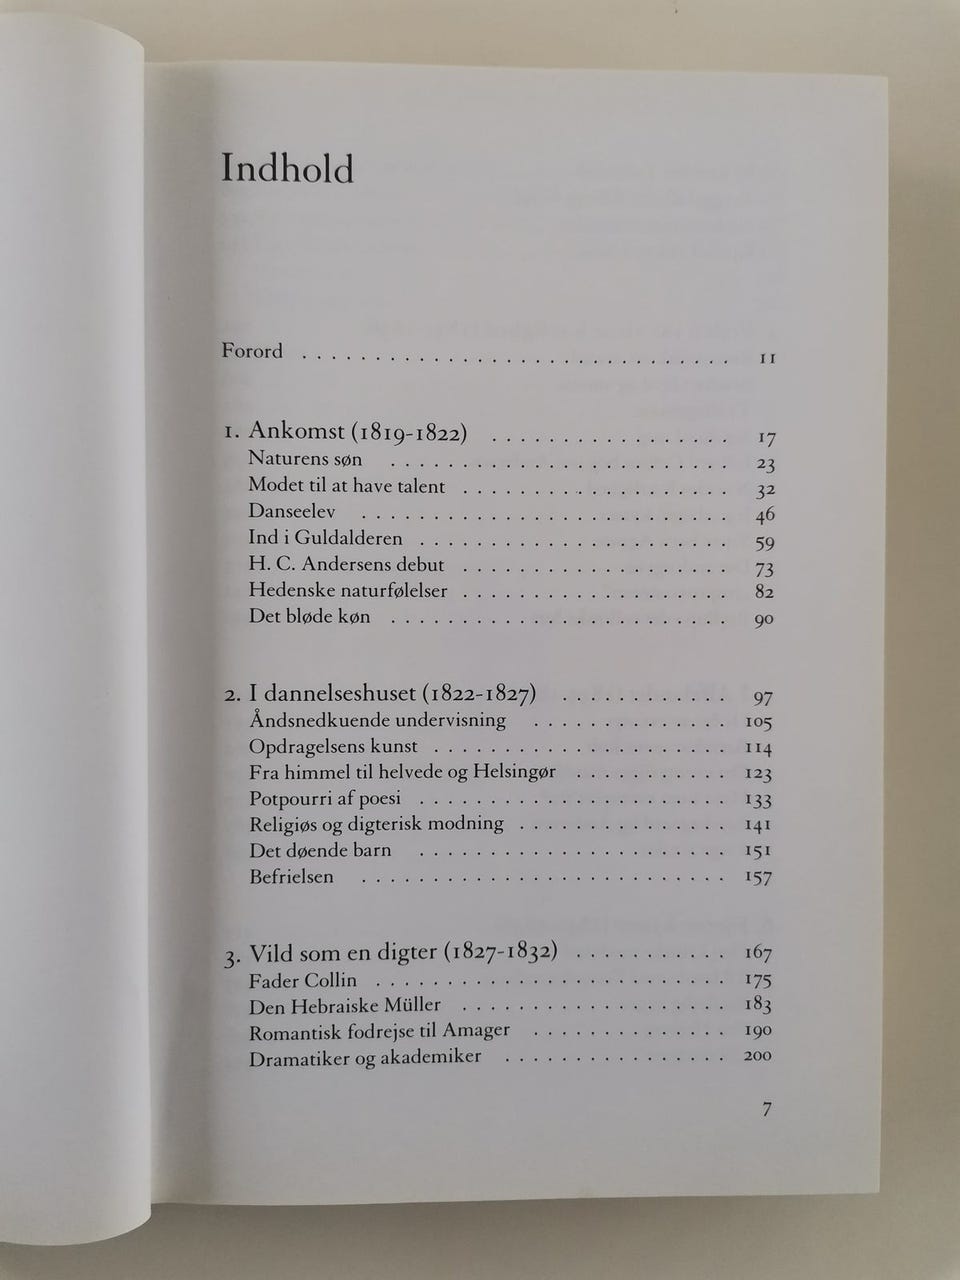 Indhold
Forord . . . . . . . . . . . . . . . . . . . . . . . . . . . . . . 11
1. Ankomst (1819-1822) . . . . . . . . . . . . . . . . . 17
Naturens søn . . . . . . . . . . . . . . . . . . . . . . . . 23
Modet til at have talent . . . . . . . . . . . . . . . . . . . 32
Danseelev . . . . . . . . . . . . . . . . . . . . . . . . . . 46
Ind i Guldalderen . . . . . . . . . . . . . . . . . . . . . . 59
H. C. Andersens debut . . . . . . . . . . . . . . . . . . . 73
Hedenske naturfølelser . . . . . . . . . . . . . . . . . . . 82
Det bløde køn . . . . . . . . . . . . . . . . . . . . . . . . 90
2. I dannelseshuset (1822-1827) . . . . . . . . . . . . 97
Åndsnedkuende undervisning . . . . . . . . . . . . . . 105
Opdragelsens kunst . . . . . . . . . . . . . . . . . . . . . 114
Fra himmel til helvede og Helsingør . . . . . . . . . . . 123
Potpourri af poesi . . . . . . . . . . . . . . . . . . . . . . 133
Religiøs og digterisk modning . . . . . . . . . . . . . . . 141
Det døende barn . . . . . . . . . . . . . . . . . . . . . . 151
Befrielsen . . . . . . . . . . . . . . . . . . . . . . . . . . 157
3. Vild som en digter (1827-1832) . . . . . . . . . . . 167
Fader Collin . . . . . . . . . . . . . . . . . . . . . . . . . 175
Den Hebraiske Müller . . . . . . . . . . . . . . . . . . . 183
Romantisk fodrejse til Amager . . . . . . . . . . . . . . 190
Dramatiker og akademiker . . . . . . . . . . . . . . . . 200
7